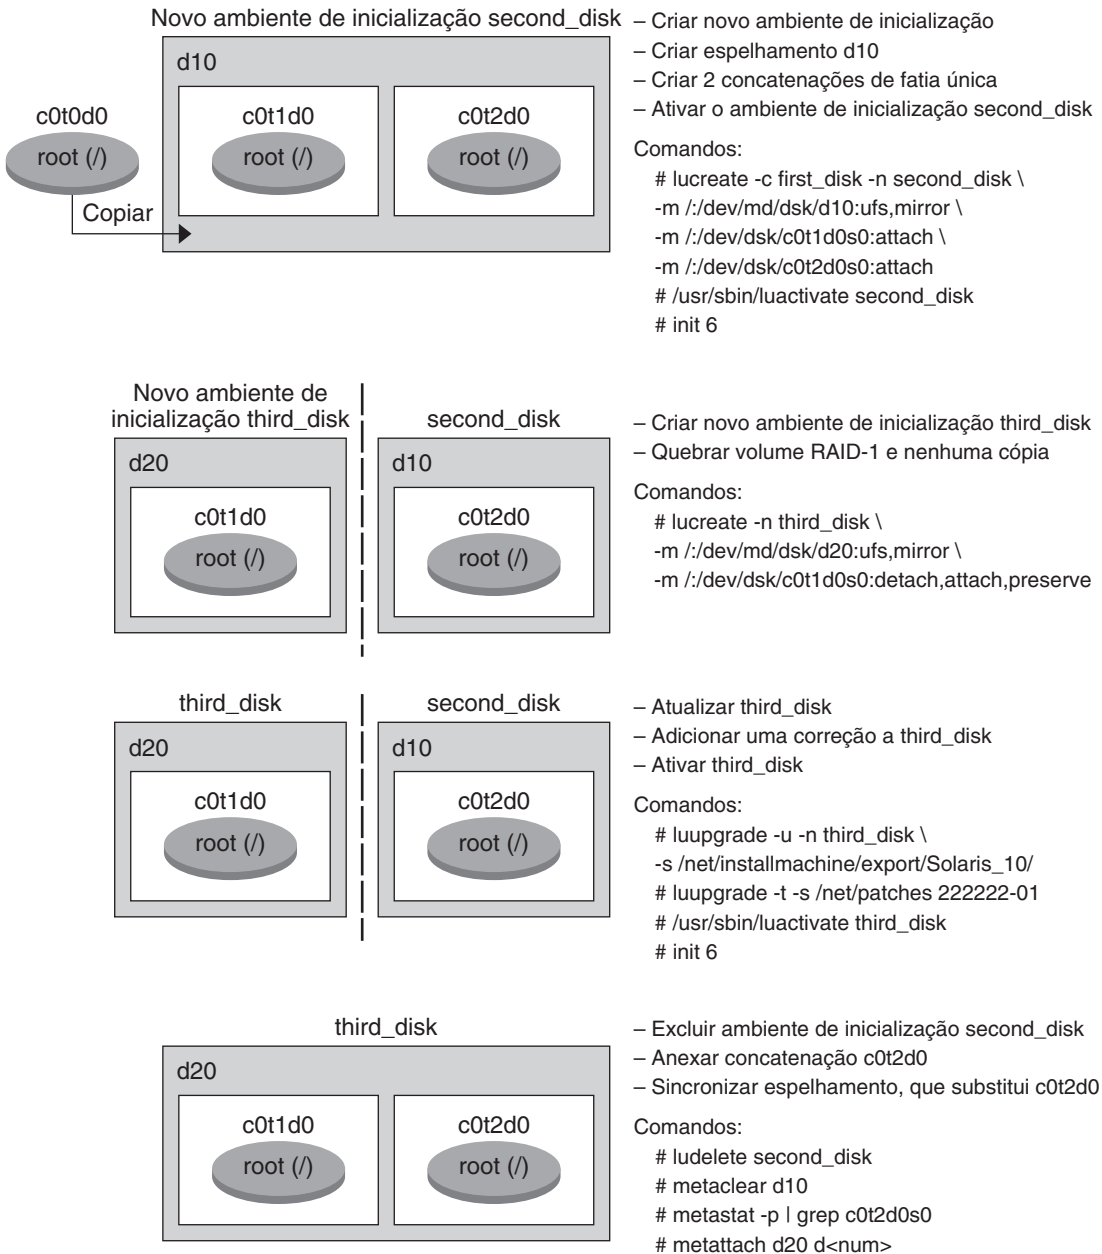 Novo ambiente de inicialização second_disk
d10
c0t0d0
root (/)
Copiar
c0t1d0
root (/)
c0t2d0
root (/)
– Criar novo ambiente de inicialização
– Criar espelhamento d10
– Criar 2 concatenações de fatia única
– Ativar o ambiente de inicialização second_disk
Comandos:
# lucreate -c first_disk -n second_disk \
-m /:/dev/md/dsk/d10:ufs,mirror \
-m /:/dev/dsk/c0t1d0s0:attach \
-m /:/dev/dsk/c0t2d0s0:attach
# /usr/sbin/luactivate second_disk
# init 6
Novo ambiente de
inicialização third_disk
d20
c0t1d0
root (/)
second_disk
d10
c0t2d0
root (/)
– Criar novo ambiente de inicialização third_disk
– Quebrar volume RAID-1 e nenhuma cópia
Comandos:
# lucreate -n third_disk \
-m /:/dev/md/dsk/d20:ufs,mirror \
-m /:/dev/dsk/c0t1d0s0:detach,attach,preserve
third_disk
d20
c0t1d0
root (/)
second_disk
d10
c0t2d0
root (/)
– Atualizar third_disk
– Adicionar uma correção a third_disk
– Ativar third_disk
Comandos:
# luupgrade -u -n third_disk \
-s /net/installmachine/export/Solaris_10/
# luupgrade -t -s /net/patches 222222-01
# /usr/sbin/luactivate third_disk
# init 6
third_disk
d20
c0t1d0
root (/)
c0t2d0
root (/)
– Excluir ambiente de inicialização second_disk
– Anexar concatenação c0t2d0
– Sincronizar espelhamento, que substitui c0t2d0
Comandos:
# ludelete second_disk
# metaclear d10
# metastat -p | grep c0t2d0s0
# metattach d20 d<num>